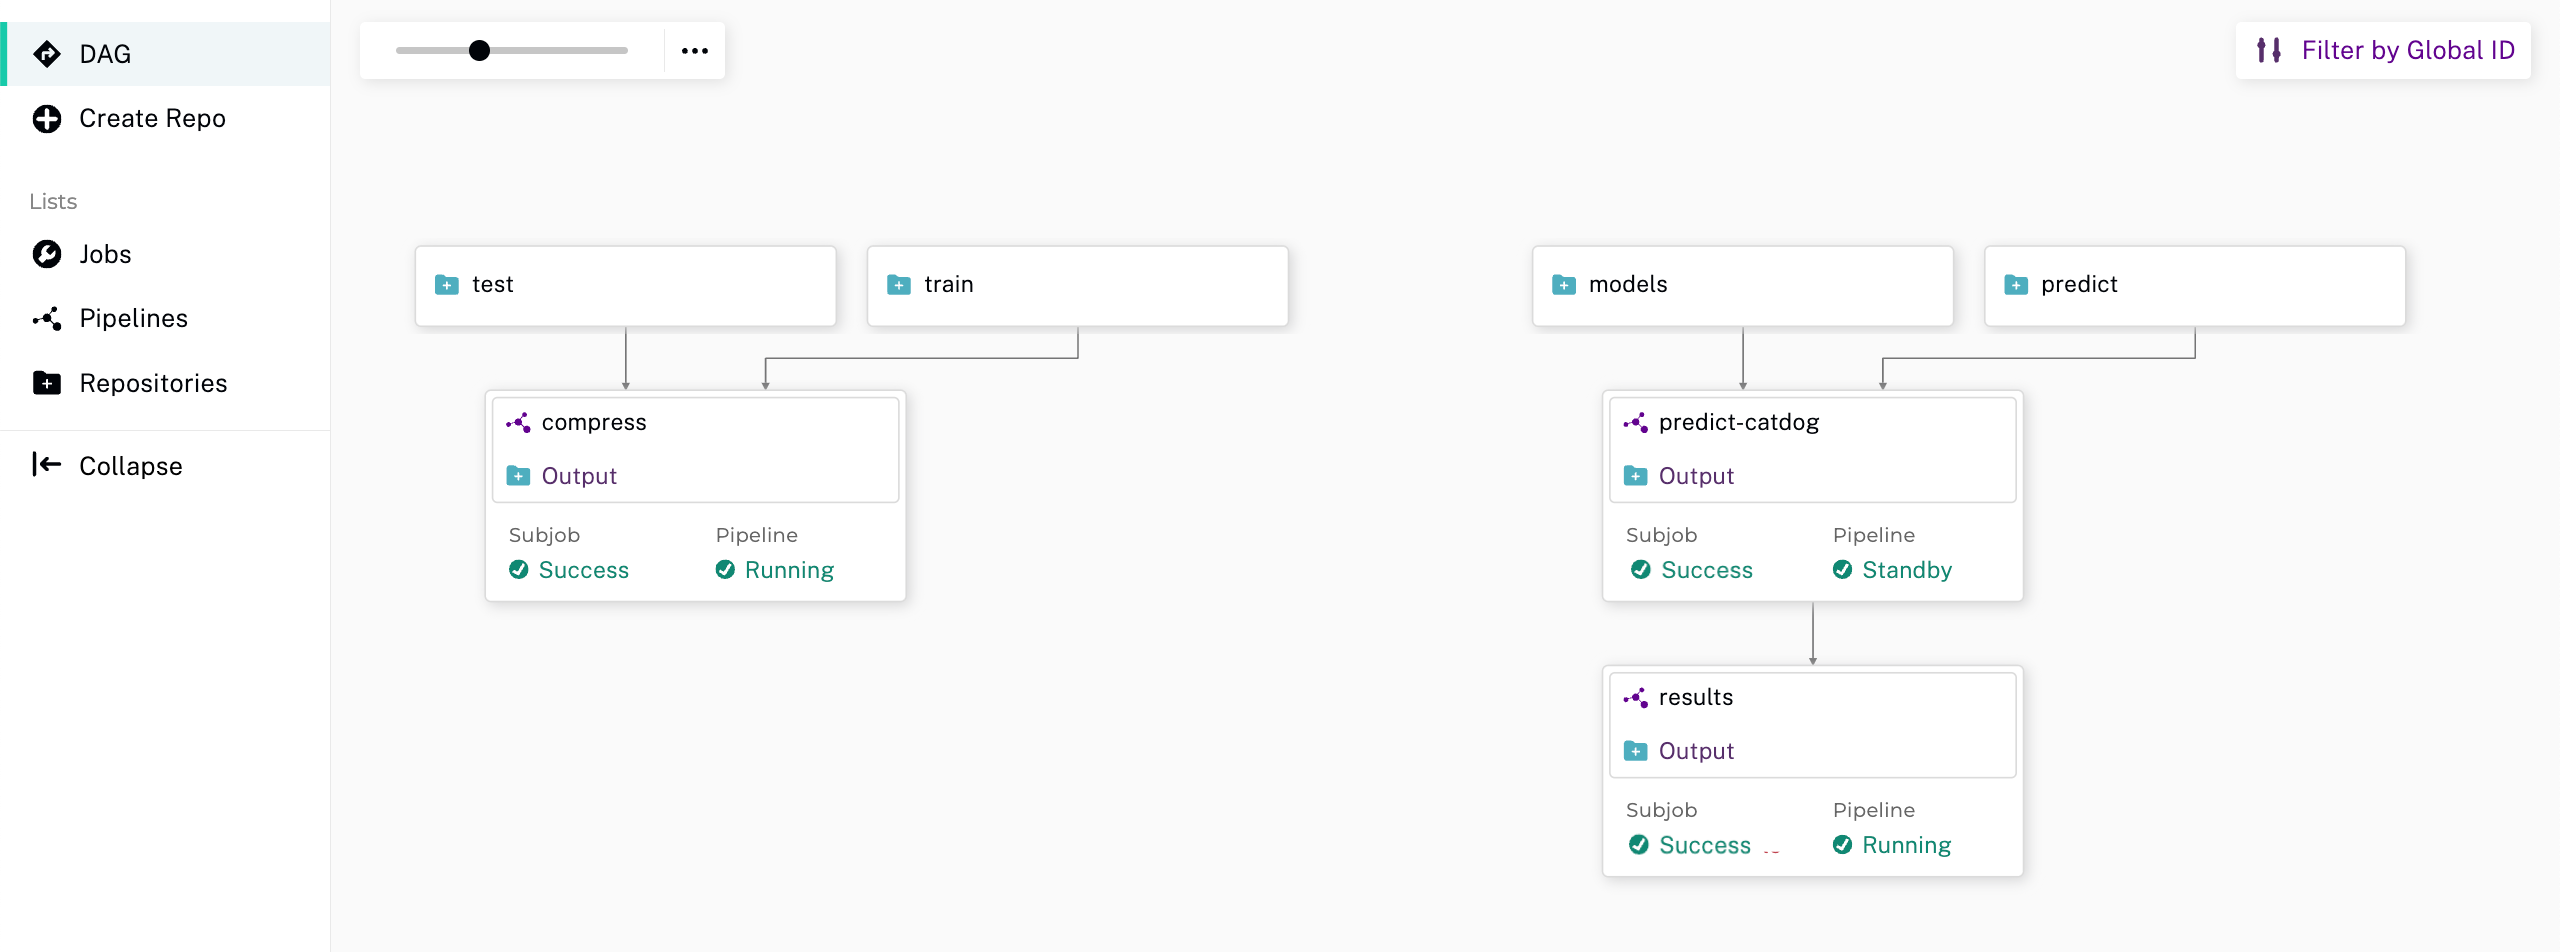 DAG
Create Repo
Lists
Jobs
Pipelines
Repositories
Collapse
Filter by Global ID
test
train
models
predict
compress
Output
Subjob
Pipeline
Success
Running
predict-catdog
Output
Subjob
Pipeline
Success
Standby
results
Output
Subjob
Pipeline
Success
Running